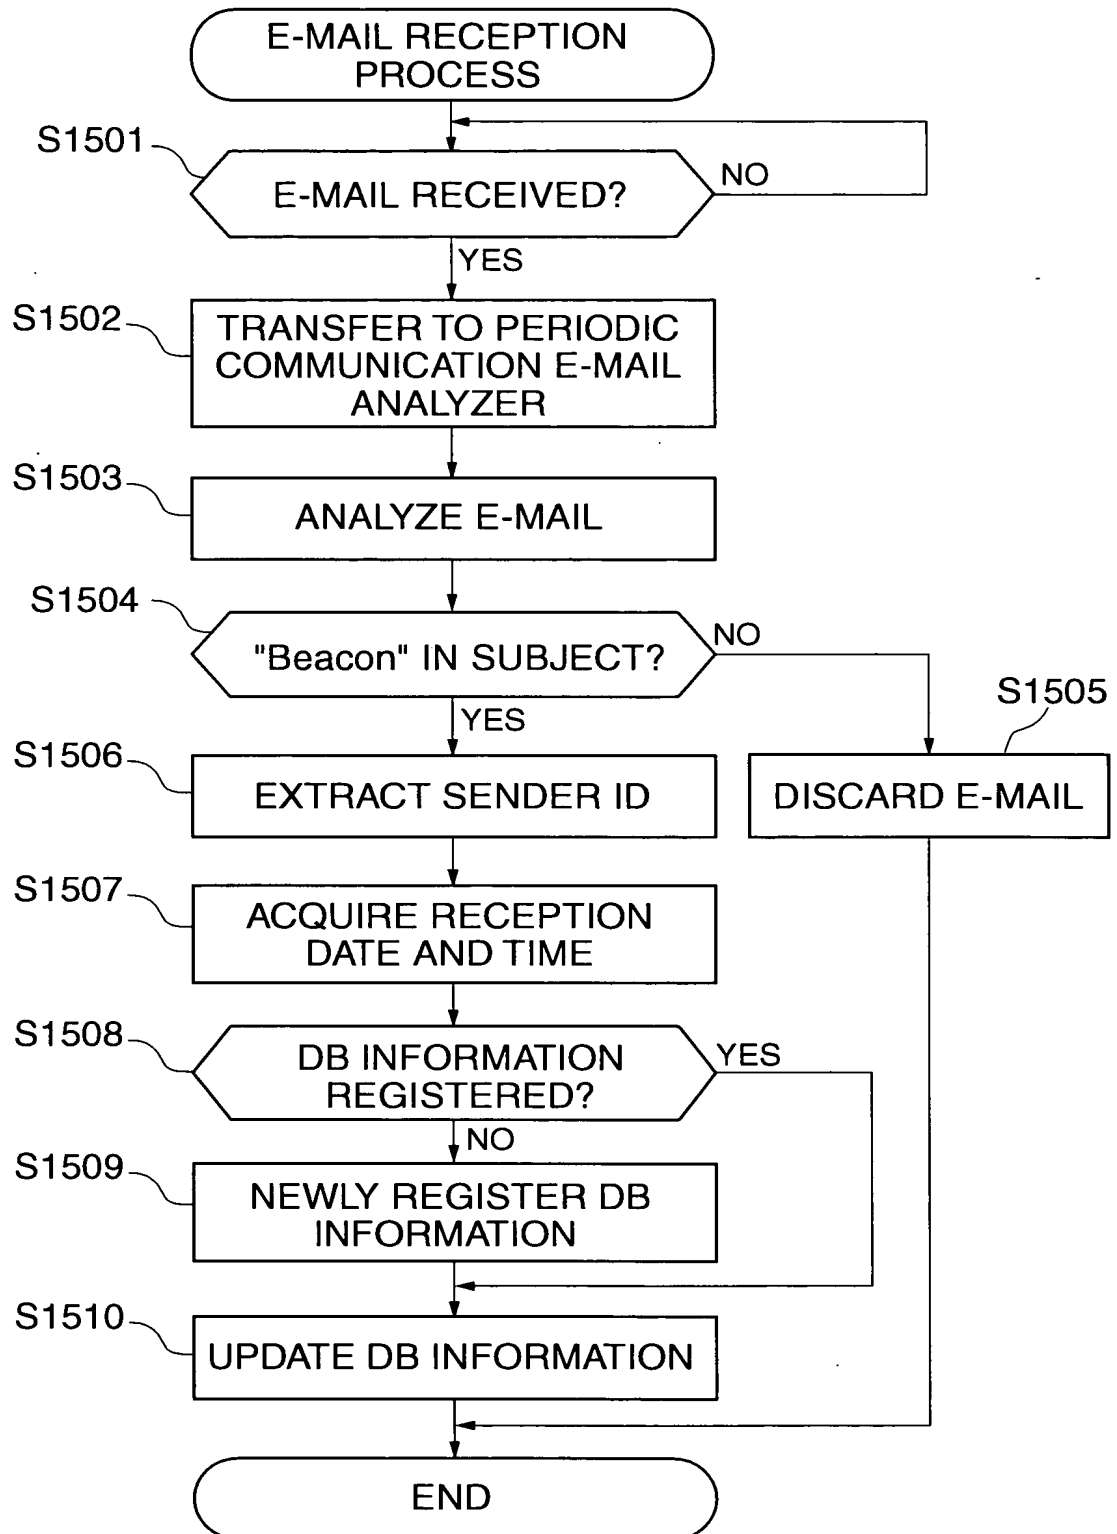 E-MAIL RECEPTION
PROCESS
S1501
E-MAIL RECEIVED?
NO
YES
S1502
TRANSFER TO PERIODIC
COMMUNICATION E-MAIL
ANALYZER
S1503
ANALYZE E-MAIL
S1504
"Beacon" IN SUBJECT?
NO
YES
S1505
DISCARD E-MAIL
S1506
EXTRACT SENDER ID
S1507
ACQUIRE RECEPTION
DATE AND TIME
S1508
DB INFORMATION
REGISTERED?
YES
NO
S1509
NEWLY REGISTER DB
INFORMATION
S1510
UPDATE DB INFORMATION
END